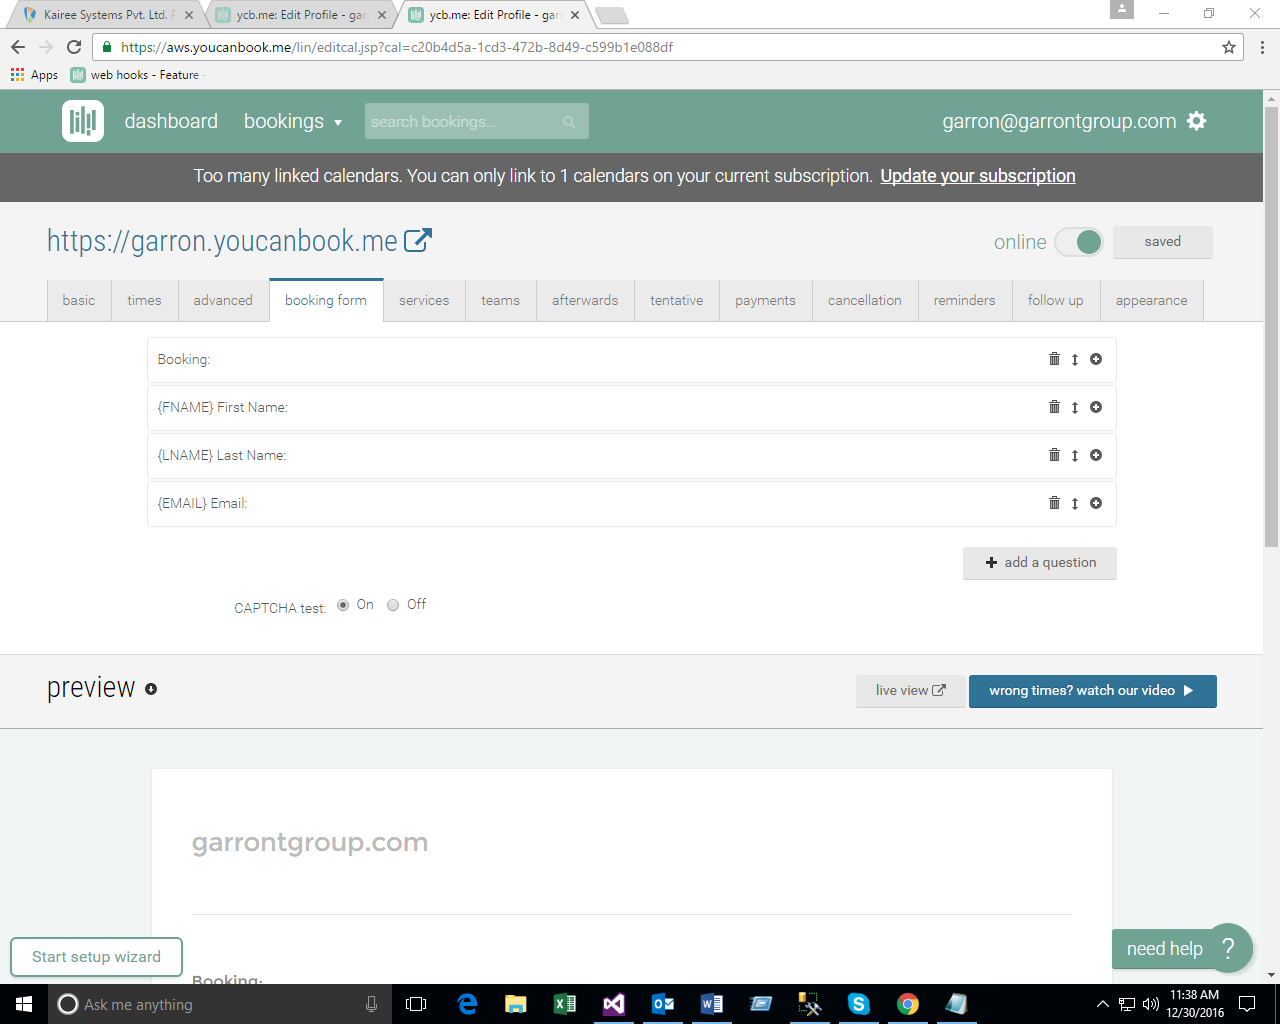 Kairee Systems Pvt. Ltd.
ycb.me: Edit Profile - gar
ycb.me: Edit Profile - gar
https://aws.youcanbook.me/lin/editcal.jsp?cal=c20b4d5a-1cd3-472b-8d49-c599b1e088df
Apps
web hooks - Feature
dashboard
bookings
search bookings...
garron@garrontgroup.com
Too many linked calendars. You can only link to 1 calendars on your current subscription. Update your subscription
https://garron.youcanbook.me
online
saved
basic
times
advanced
booking form
services
teams
afterwards
tentative
payments
cancellation
reminders
follow up
appearance
Booking:
{FNAME} First Name:
{LNAME} Last Name:
{EMAIL} Email:
add a question
CAPTCHA test:
On
Off
preview
live view
wrong times? watch our video
garrontgroup.com
Booking:
Start setup wizard
need help ?
Ask me anything
11:38 AM
12/30/2016